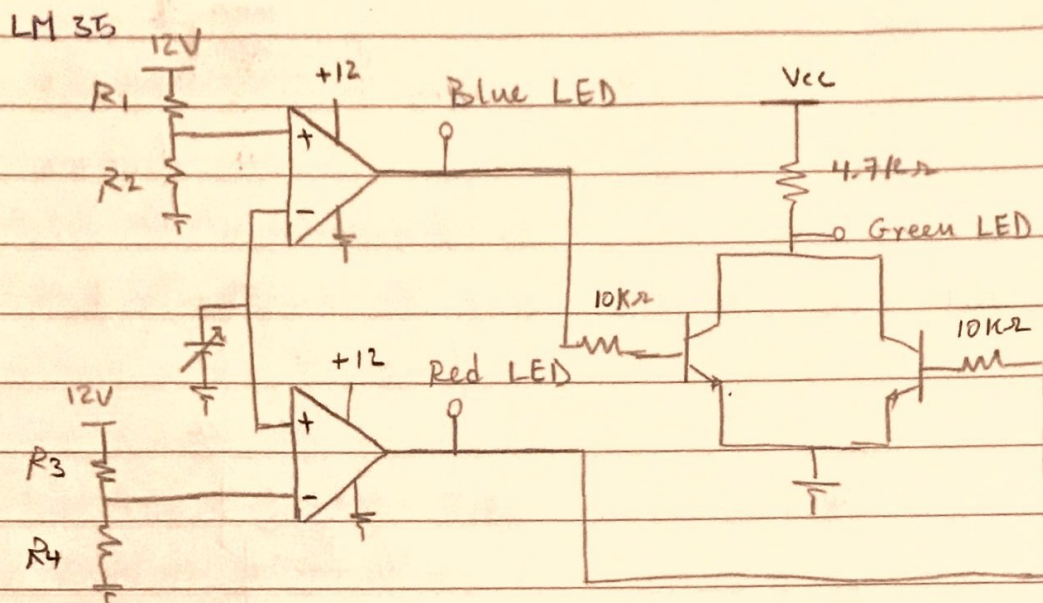 LM 35
12V
R1
R2
+12
+
-
Blue LED
Vcc
4.7KΩ
Green LED
10KΩ
10KΩ
12V
R3
R4
+12
+
-
Red LED